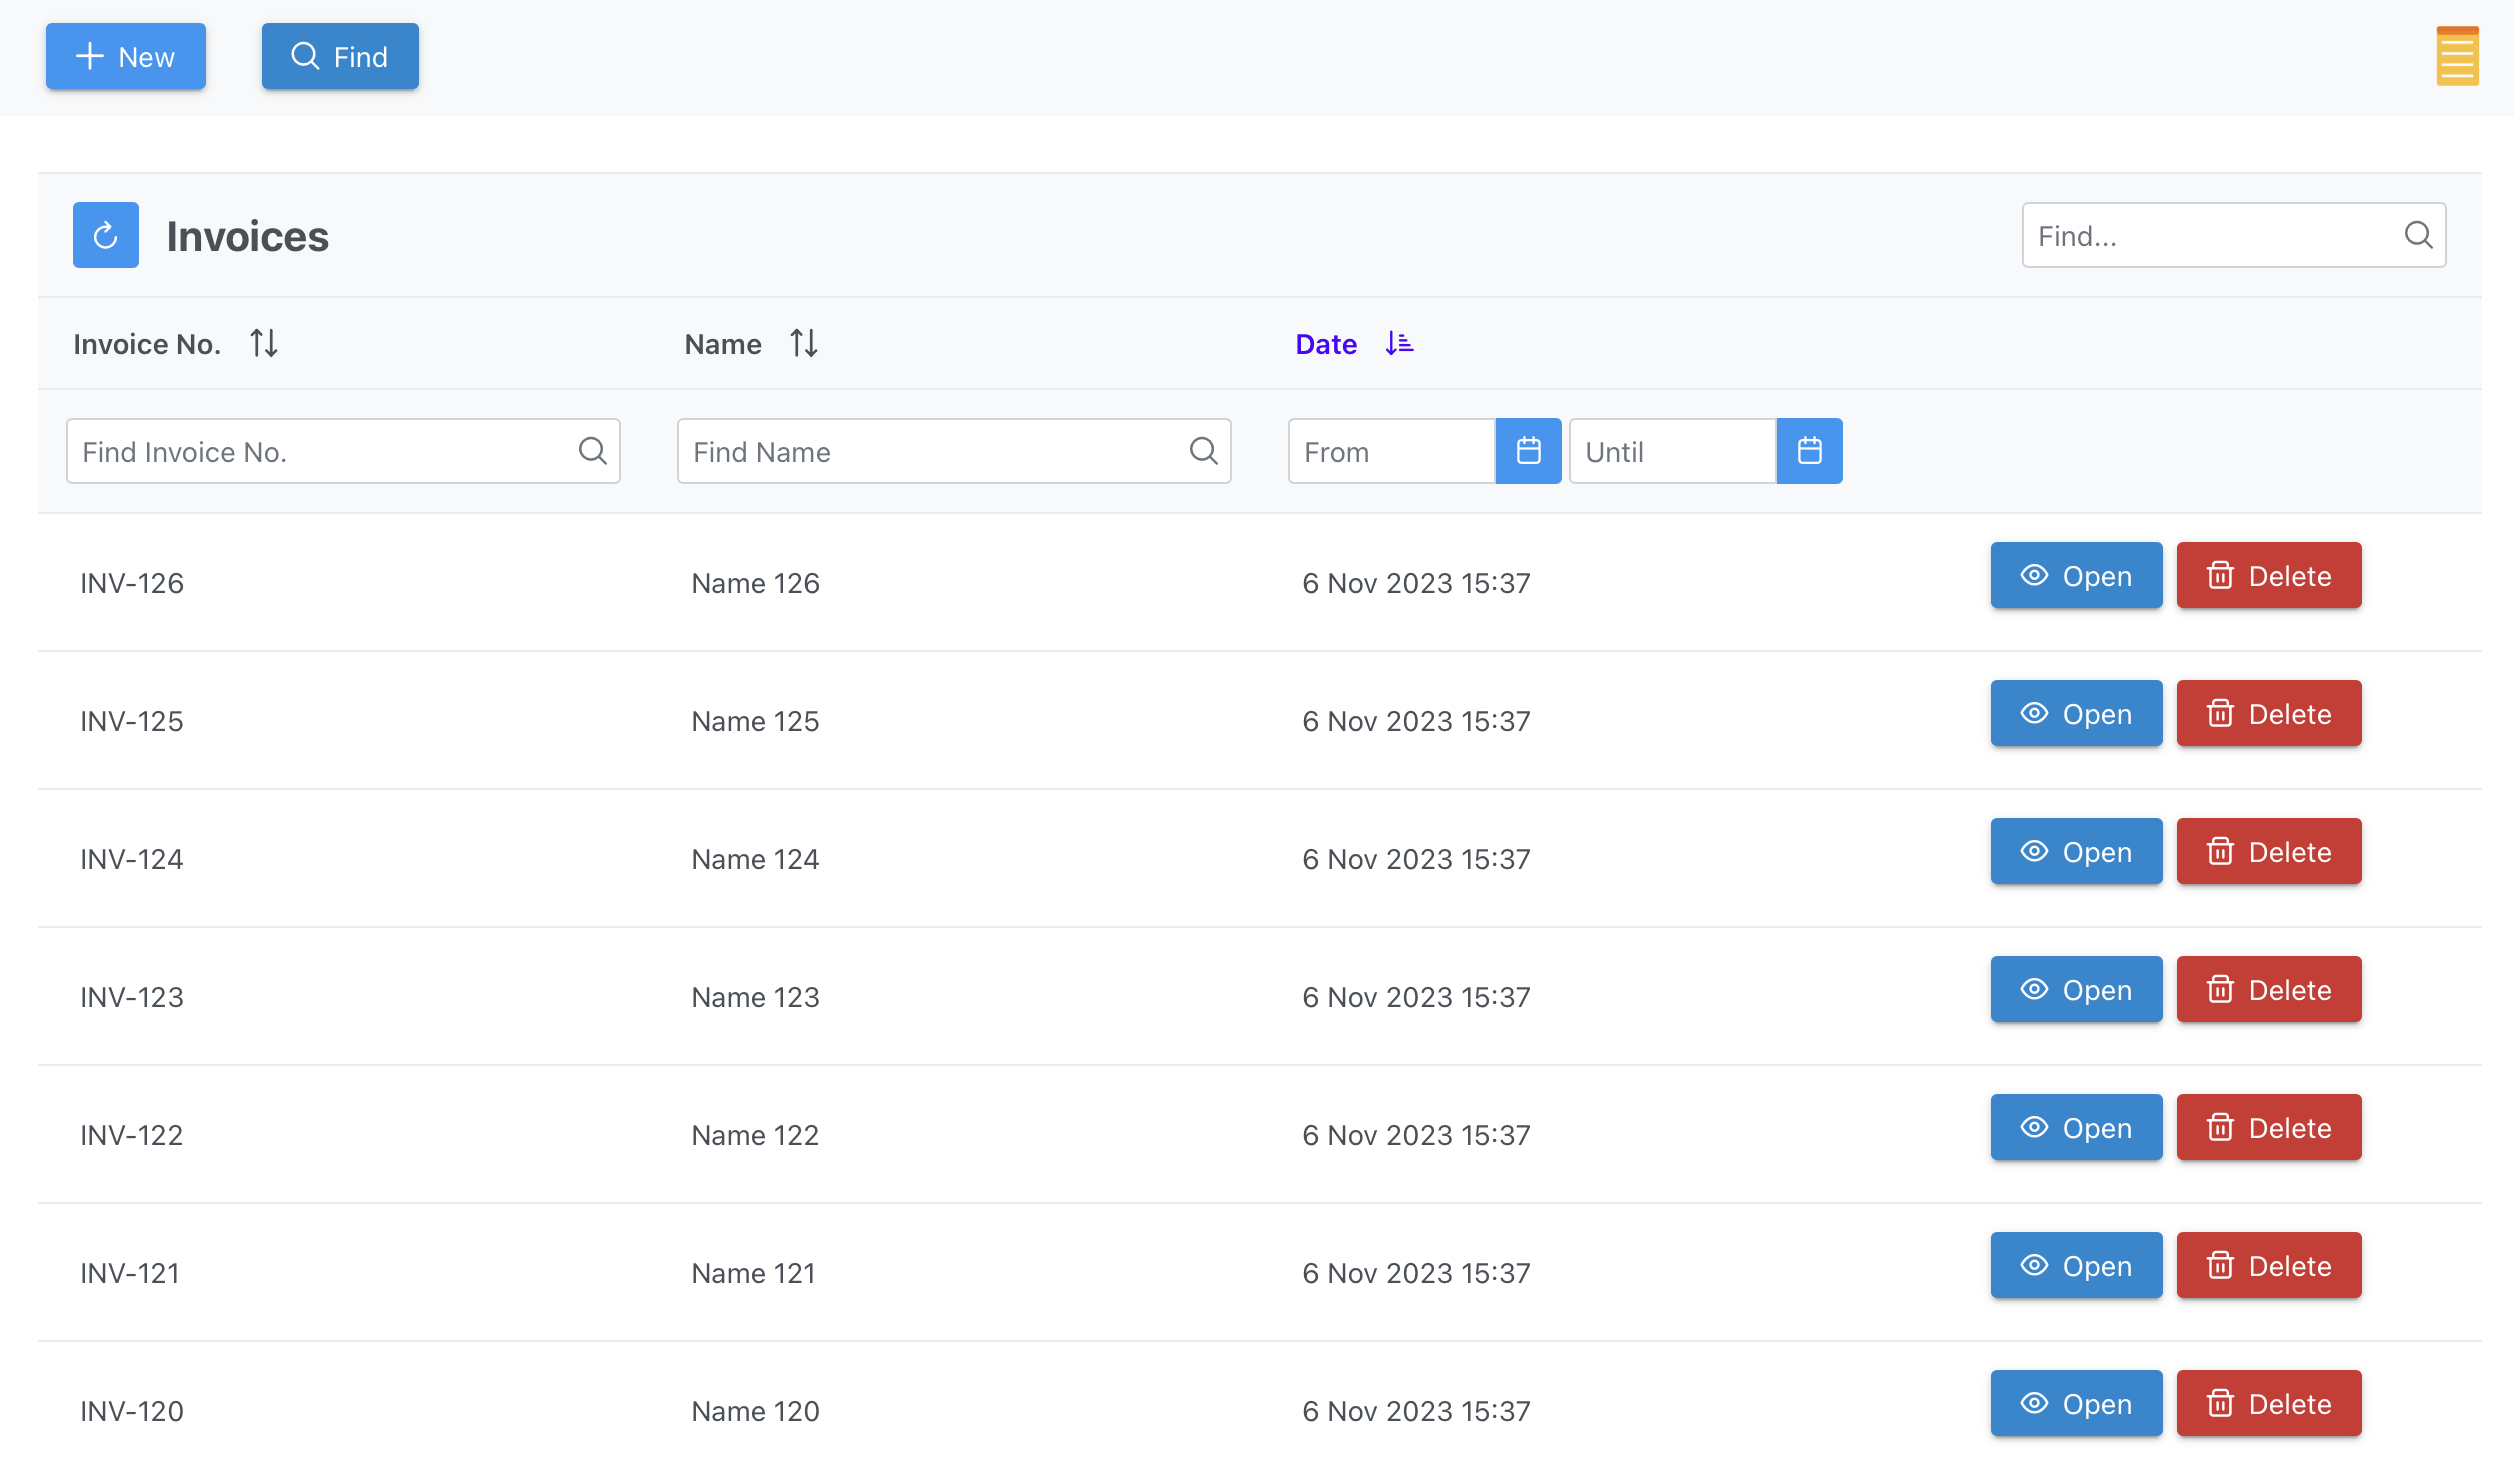 New Find
Invoices Find...
Invoice No. Name Date
Find Invoice No. Find Name From Until
INV-126 Name 126 6 Nov 2023 15:37 Open Delete
INV-125 Name 125 6 Nov 2023 15:37 Open Delete
INV-124 Name 124 6 Nov 2023 15:37 Open Delete
INV-123 Name 123 6 Nov 2023 15:37 Open Delete
INV-122 Name 122 6 Nov 2023 15:37 Open Delete
INV-121 Name 121 6 Nov 2023 15:37 Open Delete
INV-120 Name 120 6 Nov 2023 15:37 Open Delete